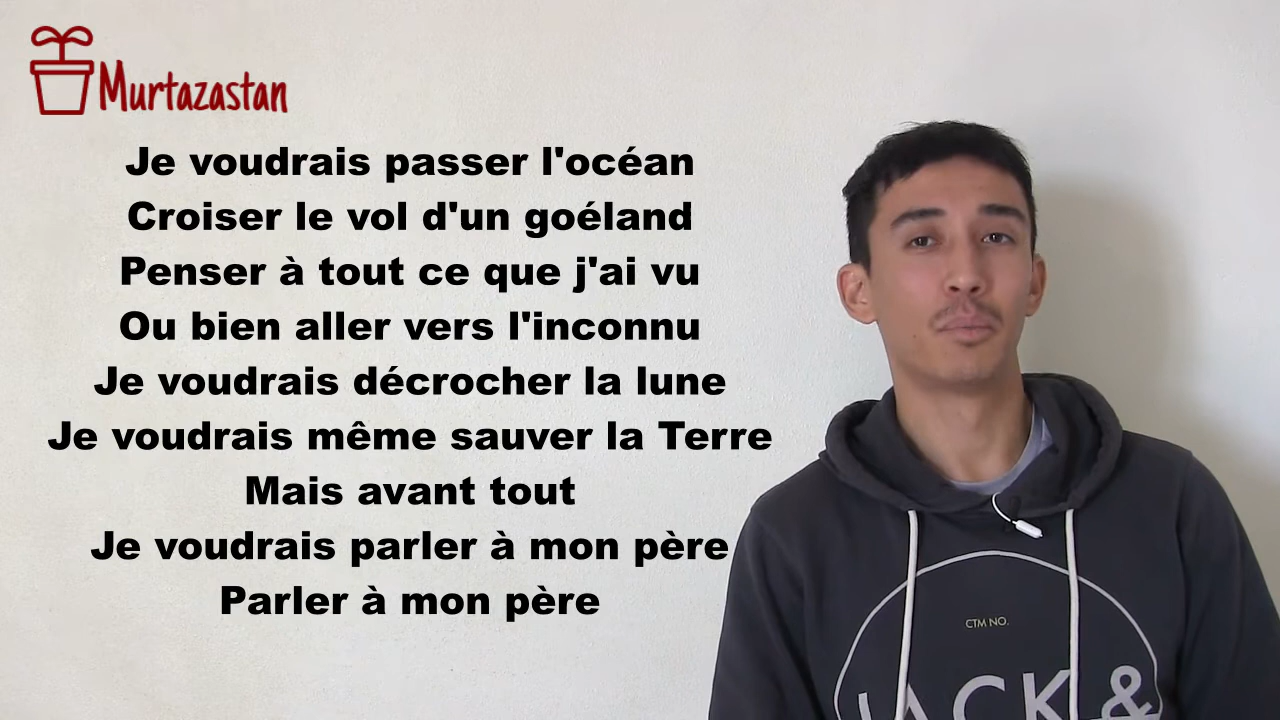 Murtazastan
Je voudrais passer l'océan
Croiser le vol d'un goéland
Penser à tout ce que j'ai vu
Ou bien aller vers l'inconnu
Je voudrais décrocher la lune
Je voudrais même sauver la Terre
Mais avant tout
Je voudrais parler à mon père
Parler à mon père
CTM NO.
JACK &